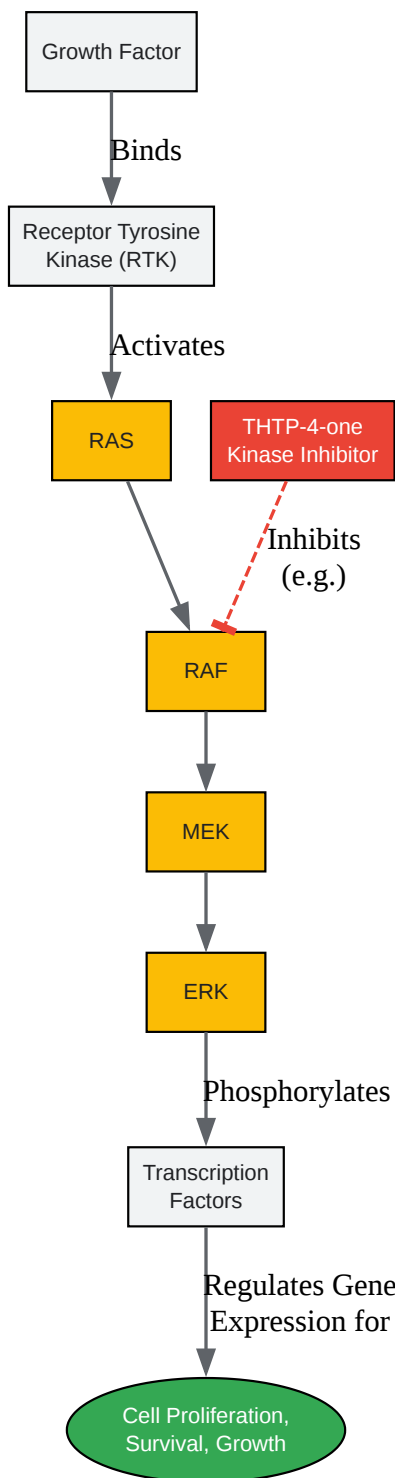 Growth Factor
Binds
Receptor Tyrosine
Kinase (RTK)
Activates
RAS
THTP-4-one
Kinase Inhibitor
Inhibits
(e.g.)
RAF
MEK
ERK
Phosphorylates
Transcription
Factors
Regulates Gene
Expression for
Cell Proliferation,
Survival, Growth